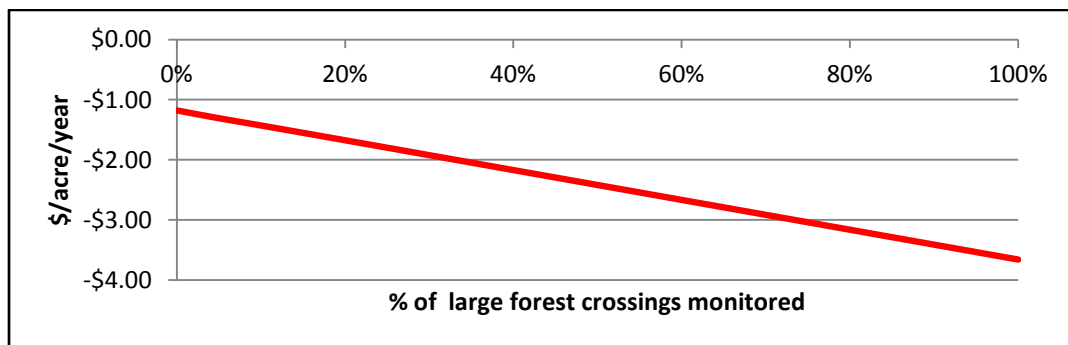 $0.00
0% 20% 40% 60% 80% 100%
-$1.00
-$2.00
-$3.00
-$4.00
$/acre/year
% of large forest crossings monitored